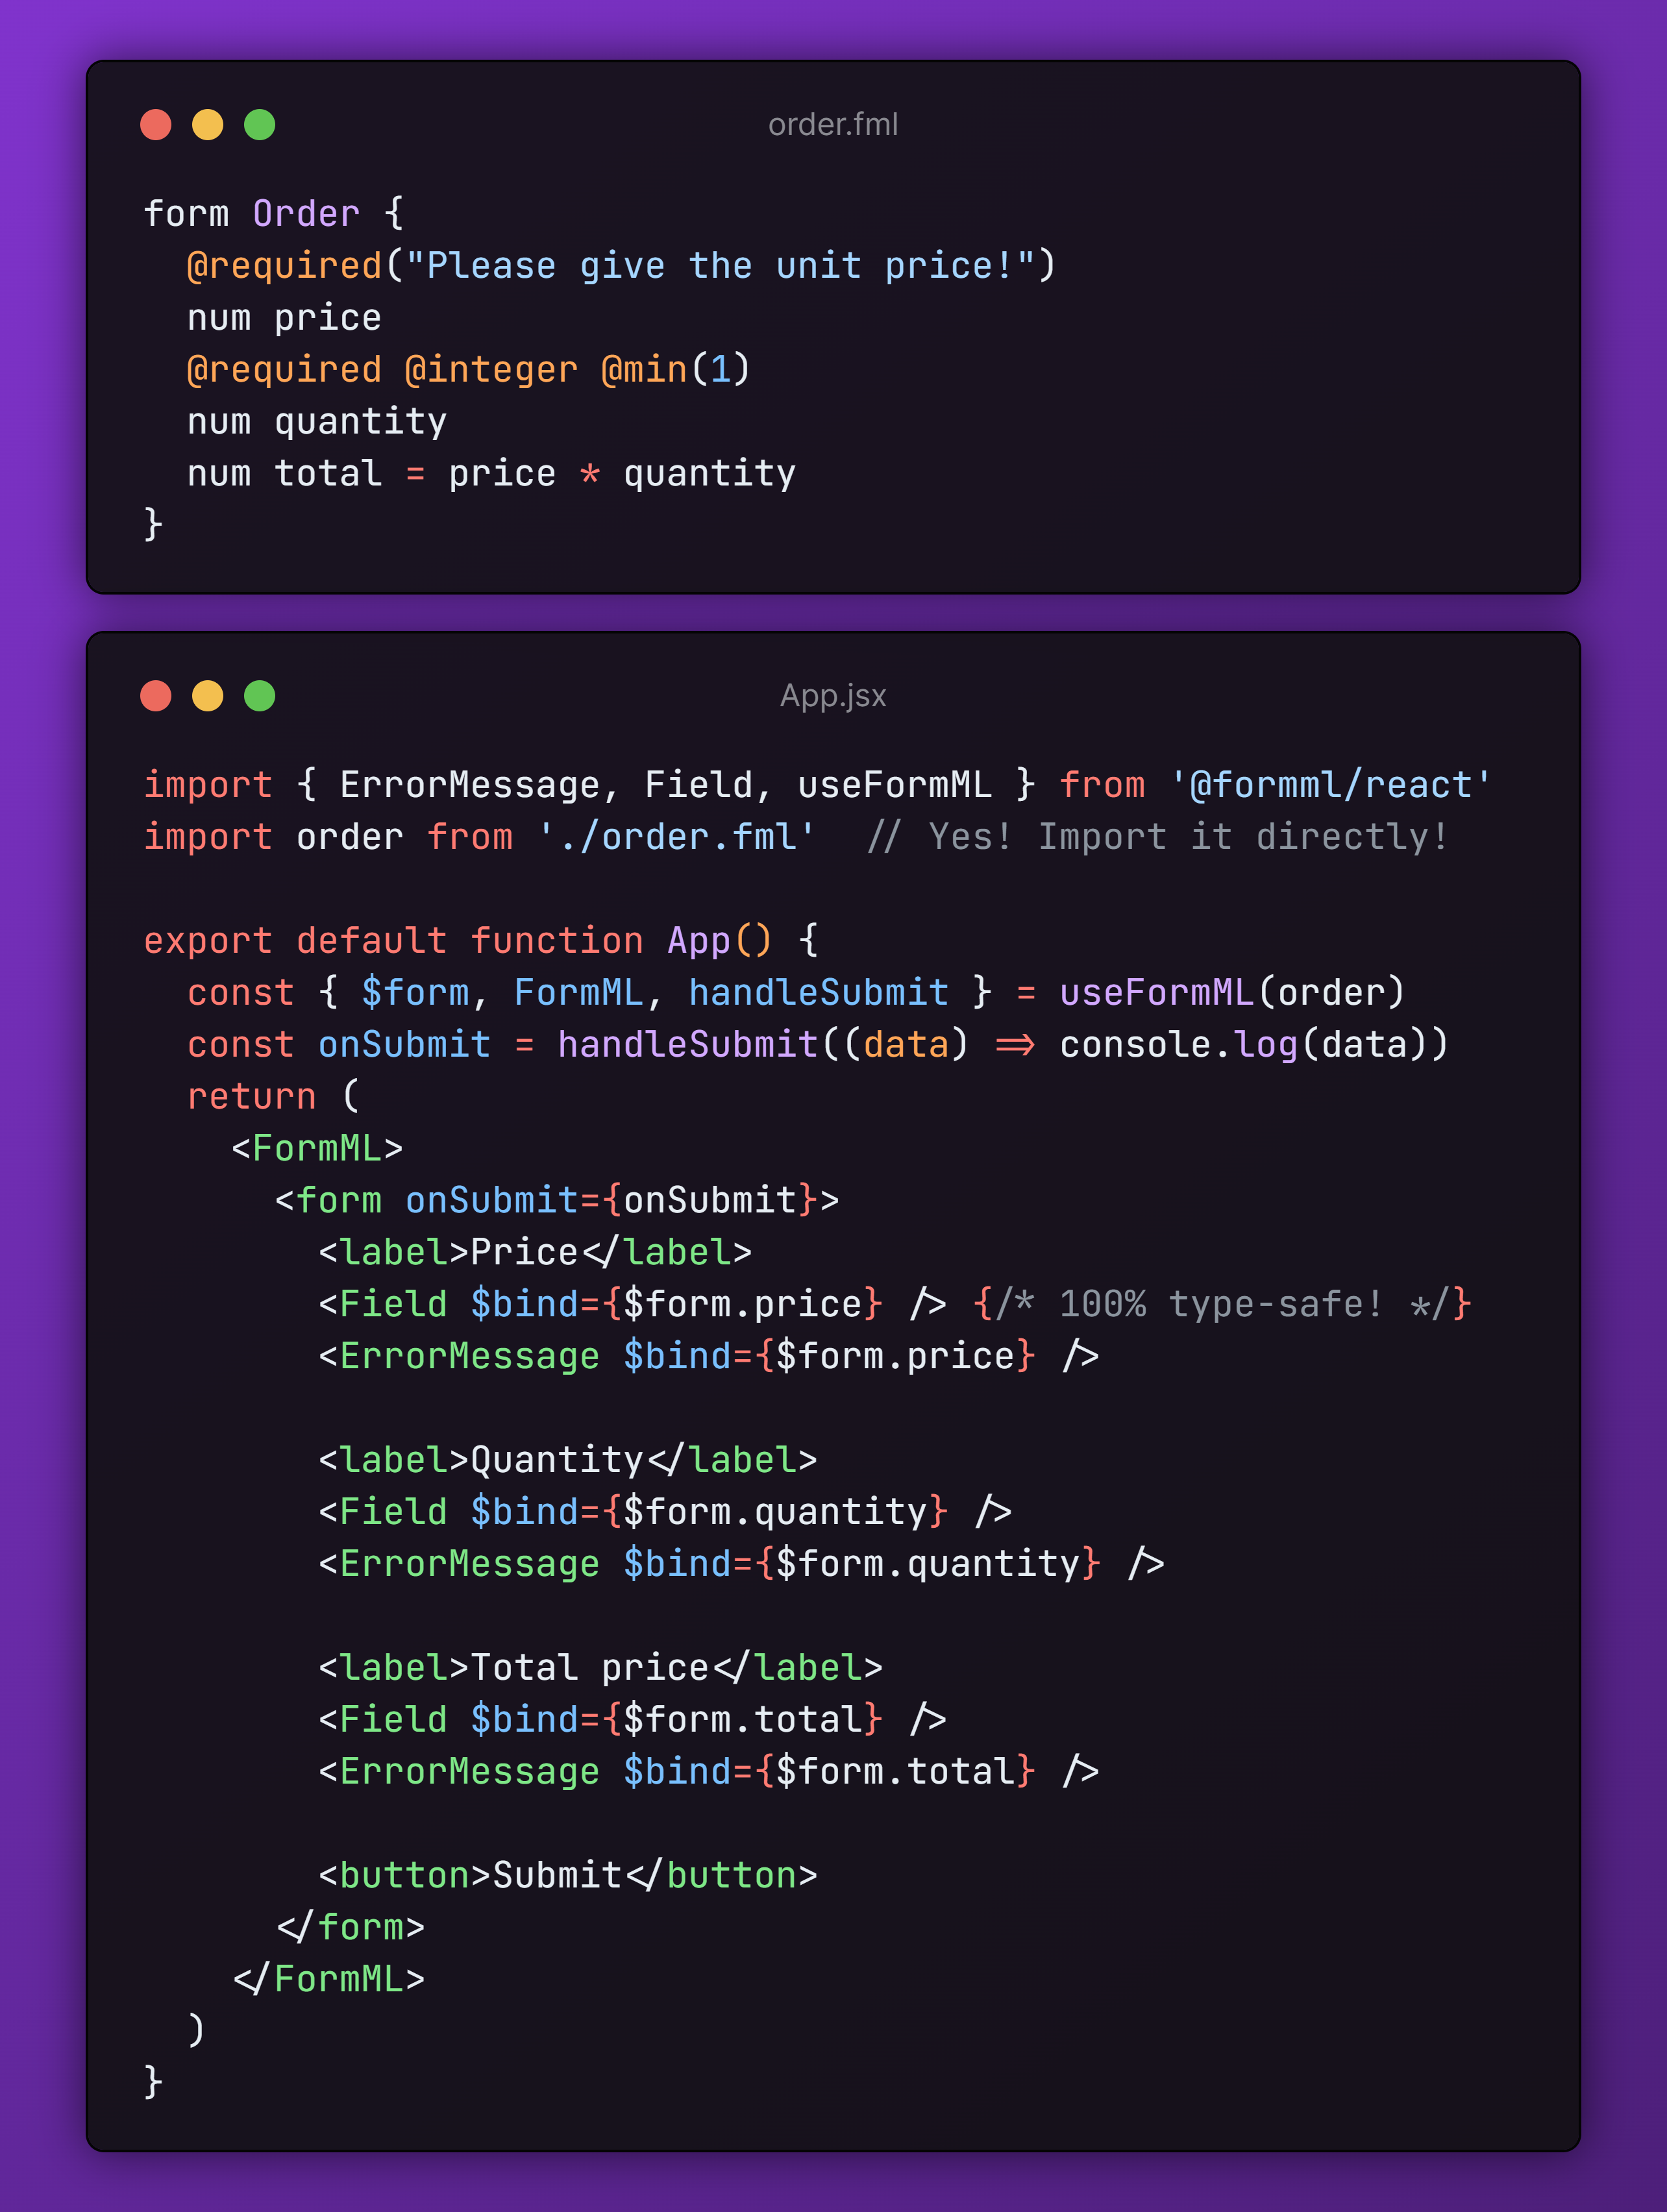 order.fml
form Order {
  @required("Please give the unit price!")
  num price
  @required @integer @min(1)
  num quantity
  num total = price * quantity
}
App.jsx
import { ErrorMessage, Field, useFormML } from '@formml/react'
import order from './order.fml'  // Yes! Import it directly!
export default function App() {
  const { $form, FormML, handleSubmit } = useFormML(order)
  const onSubmit = handleSubmit((data) => console.log(data))
  return (
    <FormML>
      <form onSubmit={onSubmit}>
        <label>Price</label>
        <Field $bind={$form.price} /> {/* 100% type-safe! */}
        <ErrorMessage $bind={$form.price} />
        <label>Quantity</label>
        <Field $bind={$form.quantity} />
        <ErrorMessage $bind={$form.quantity} />
        <label>Total price</label>
        <Field $bind={$form.total} />
        <ErrorMessage $bind={$form.total} />
        <button>Submit</button>
      </form>
    </FormML>
  )
}